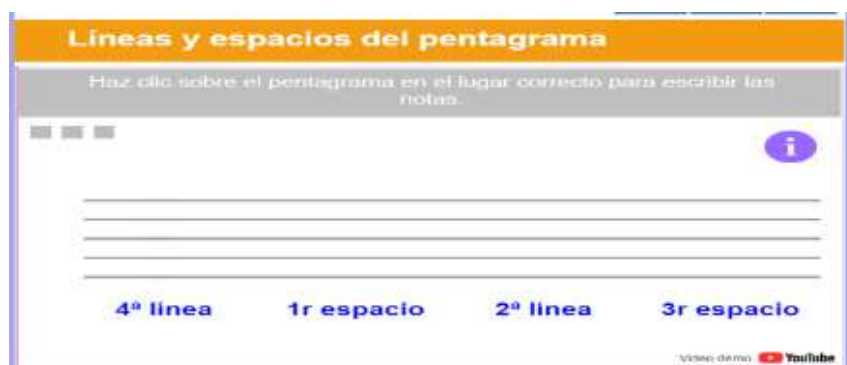 Líneas y espacios del pentagrama
Haz clic sobre el pentagrama en el lugar correcto para escribir las
notas.
i
4ª línea 1r espacio 2ª línea 3r espacio
Video demo YouTube